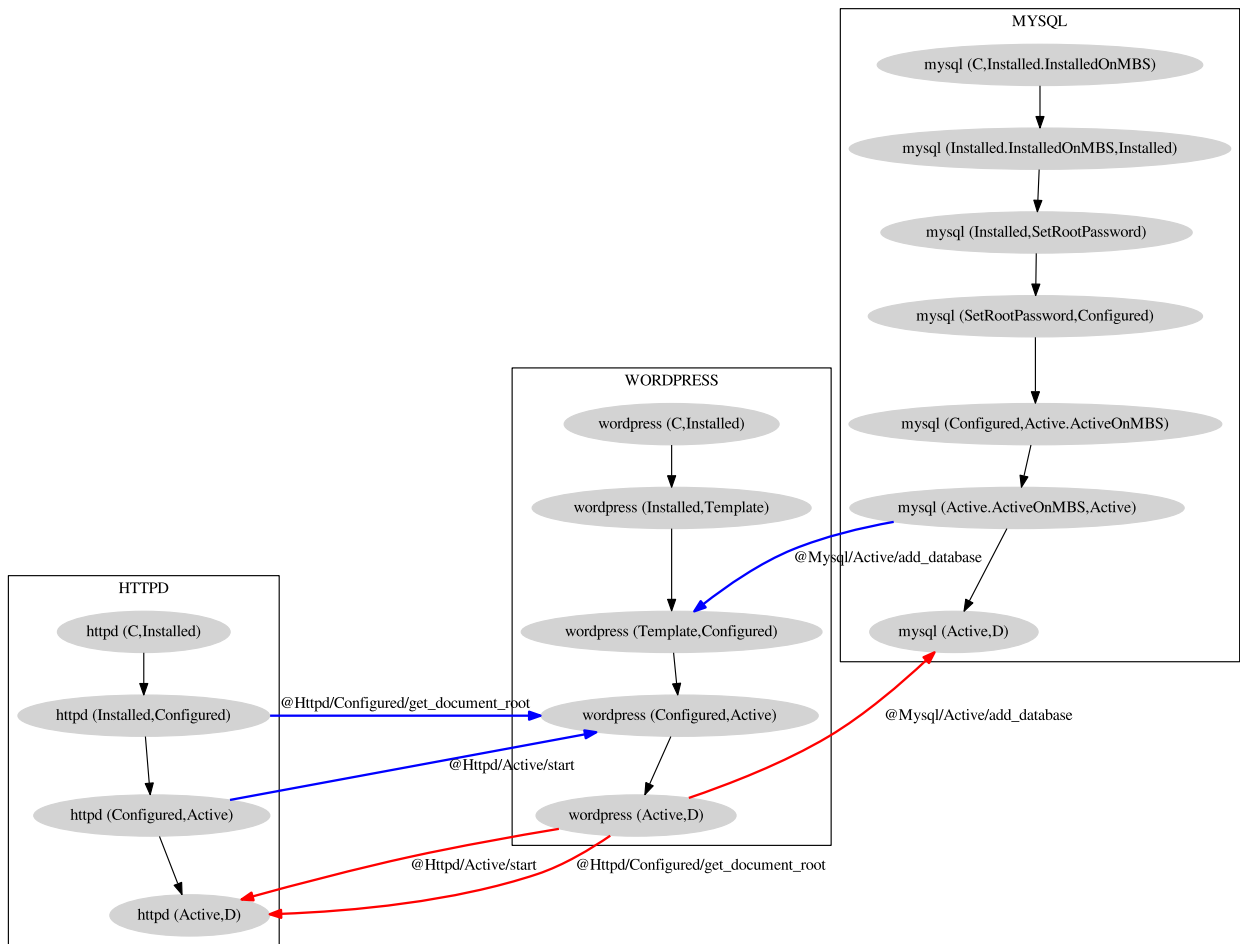 MYSQL
mysql (C,Installed.InstalledOnMBS)
mysql (Installed.InstalledOnMBS,Installed)
mysql (Installed,SetRootPassword)
mysql (SetRootPassword,Configured)
mysql (Configured,Active.ActiveOnMBS)
mysql (Active.ActiveOnMBS,Active)
@Mysql/Active/add_database
mysql (Active,D)
@Mysql/Active/add_database
WORDPRESS
wordpress (C,Installed)
wordpress (Installed,Template)
wordpress (Template,Configured)
wordpress (Configured,Active)
wordpress (Active,D)
HTTPD
httpd (C,Installed)
httpd (Installed,Configured)
@Httpd/Configured/get_document_root
@Httpd/Active/start
httpd (Configured,Active)
@Httpd/Active/start
@Httpd/Configured/get_document_root
httpd (Active,D)